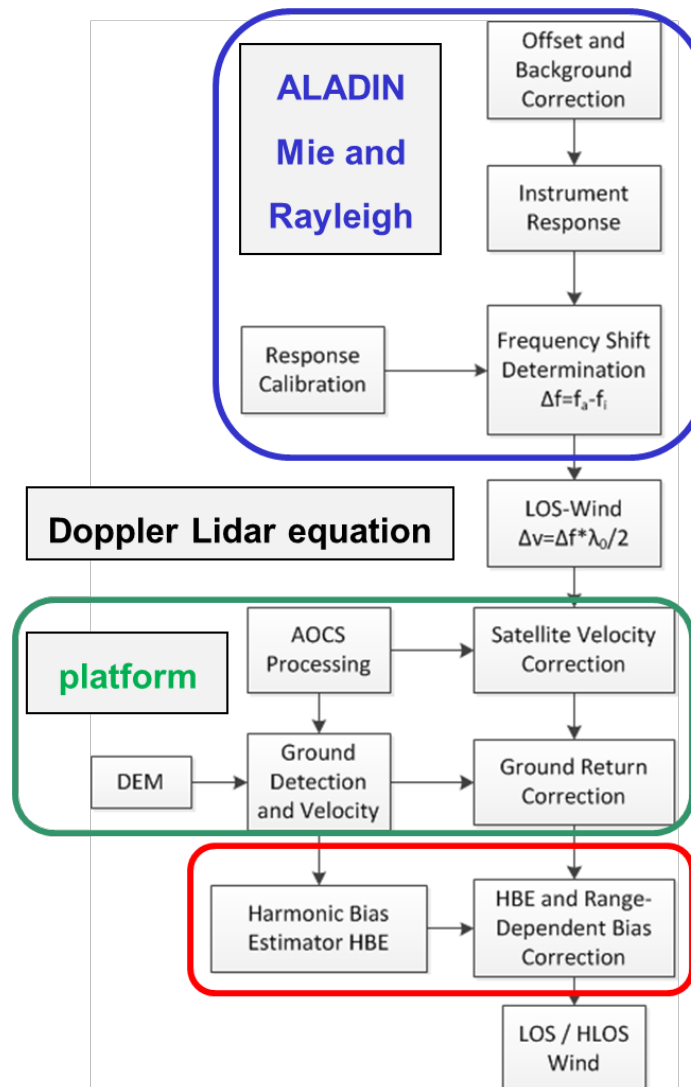 ALADIN
Mie and
Rayleigh
Offset and
Background
Correction
Instrument
Response
Response
Calibration
Frequency Shift
Determination
Δf=fₐ-fᵢ
Doppler Lidar equation
LOS-Wind
Δv=Δf*λ₀/2
platform
AOCS
Processing
Satellite Velocity
Correction
DEM
Ground
Detection
and Velocity
Ground Return
Correction
Harmonic Bias
Estimator HBE
HBE and Range-
Dependent Bias
Correction
LOS / HLOS
Wind